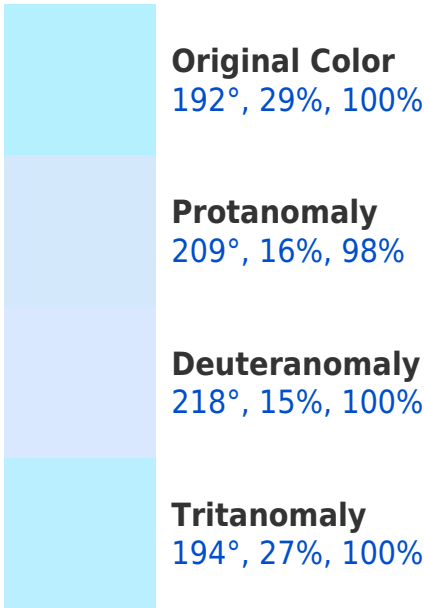 Original Color
192°, 29%, 100%
Protanomaly
209°, 16%, 98%
Deuteranomaly
218°, 15%, 100%
Tritanomaly
194°, 27%, 100%